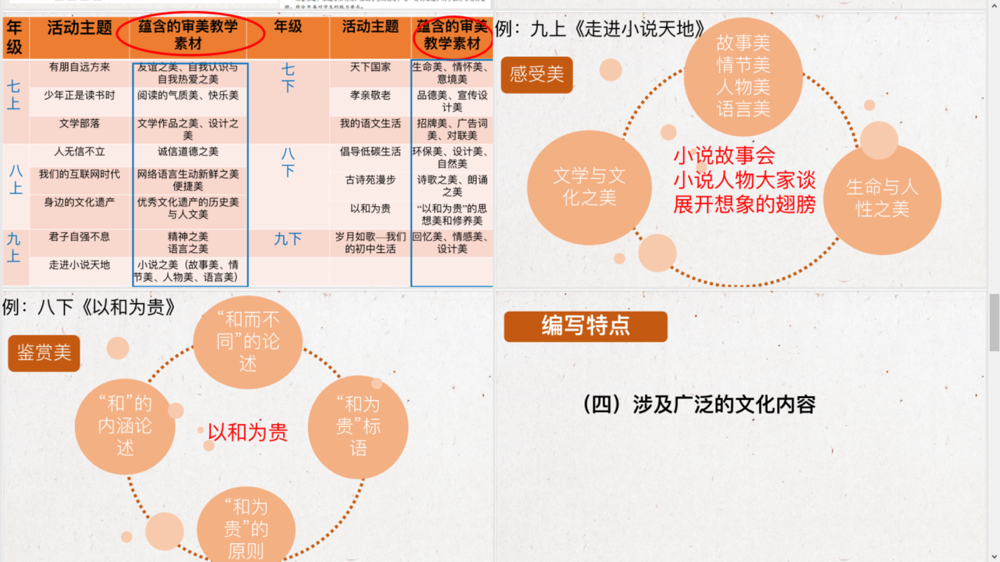 年
级
活动主题
蕴含的审美教学
素材
年级
活动主题
蕴含的审美
教学素材
七
上
有朋自远方来
友谊之美、自我认识与
自我热爱之美
七
下
天下国家
生命美、情怀美、
意境美
少年正是读书时
阅读的气质美、快乐美
孝亲敬老
品德美、宣传设
计美
文学部落
文学作品之美、设计之
美
我的语文生活
招牌美、广告词
美、对联美
八
上
人无信不立
诚信道德之美
八
下
倡导低碳生活
环保美、设计美、
自然美
我们的互联网时代
网络语言生动新鲜之美
便捷美
古诗苑漫步
诗歌之美、朗诵
之美
身边的文化遗产
优秀文化遗产的历史美
与人文美
以和为贵
“以和为贵”的思
想美和修养美
九
上
君子自强不息
精神之美
语言之美
九下
岁月如歌—我们
的初中生活
回忆美、情感美、
设计美
走进小说天地
小说之美（故事美、情
节美、人物美、语言美）
例：九上《走进小说天地》
感受美
故事美
情节美
人物美
语言美
文学与文
化之美
小说故事会
小说人物大家谈
展开想象的翅膀
生命与人
性之美
例：八下《以和为贵》
鉴赏美
“和而不
同”的论
述
“和”的
内涵论
述
以和为贵
“和为
贵”标
语
“和为
贵”的
原则
编写特点
（四）涉及广泛的文化内容